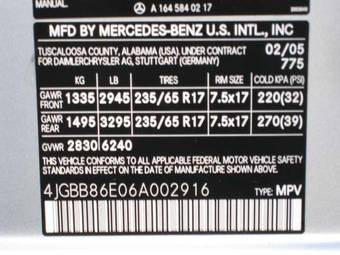 MANUAL.
A 164 584 02 17
MFD BY MERCEDES-BENZ U.S. INTL., INC
TUSCALOOSA COUNTY, ALABAMA (USA). UNDER CONTRACT 02/05
FOR DAIMLERCHRYSLER AG, STUTTGART (GERMANY) 775
KG LB TIRES RIM SIZE COLD KPA (PSI)
GAWR FRONT 1335 2945 235/65 R17 7.5x17 220(32)
GAWR REAR 1495 3295 235/65 R17 7.5x17 270(39)
GVWR 2830 6240
THIS VEHICLE CONFORMS TO ALL APPLICABLE FEDERAL MOTOR VEHICLE SAFETY
STANDARDS IN EFFECT ON THE DATE OF MANUFACTURE SHOWN ABOVE.
4JGBB86E06A002916 TYPE: MPV